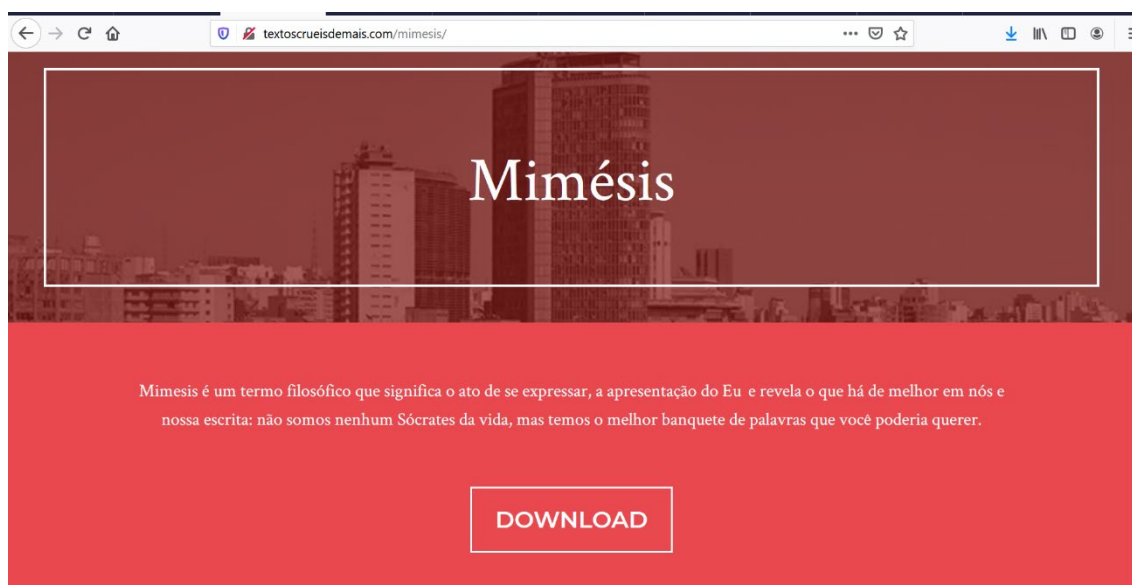 textoscrueisdemais.com/mimesis/
Mimésis
Mimesis é um termo filosófico que significa o ato de se expressar, a apresentação do Eu e revela o que há de melhor em nós e
nossa escrita: não somos nenhum Sócrates da vida, mas temos o melhor banquete de palavras que você poderia querer.
DOWNLOAD